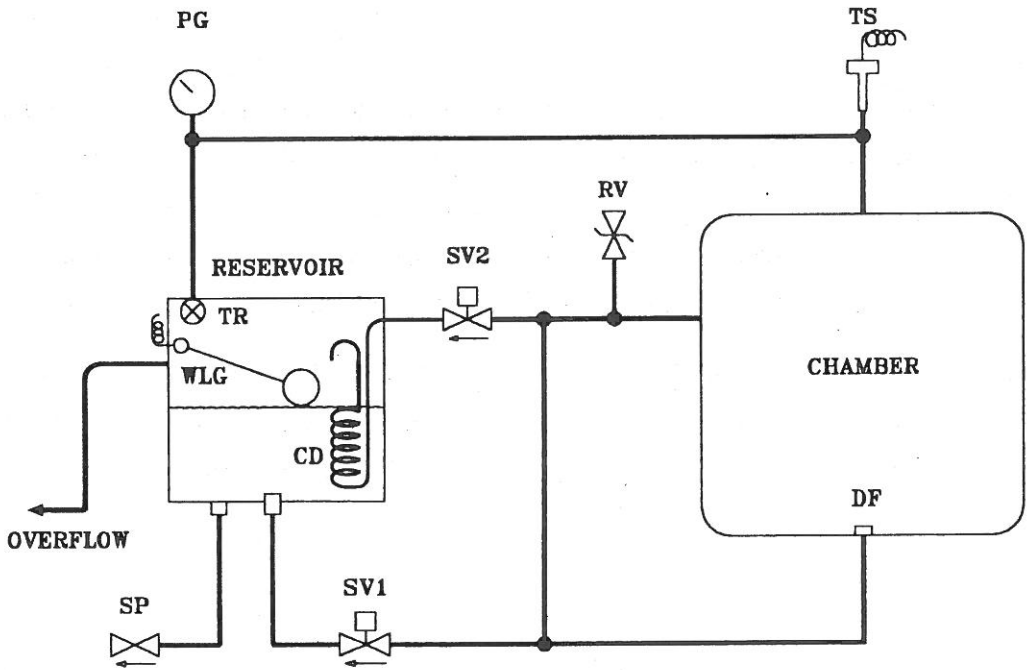 PG
TS
RV
RESERVOIR
SV2
TR
WLG
CHAMBER
CD
DF
OVERFLOW
SP
SV1